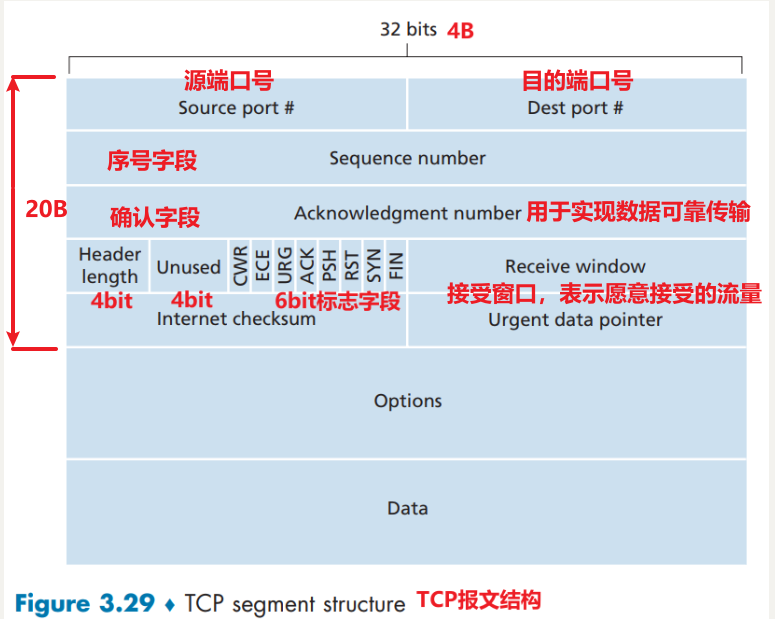 32 bits 4B
源端口号 目的端口号
Source port # Dest port #
20B
序号字段 Sequence number
确认字段 Acknowledgment number 用于实现数据可靠传输
Header length Unused CWR ECE URG ACK PSH RST SYN FIN Receive window
4bit 4bit 6bit标志字段 接受窗口，表示愿意接受的流量
Internet checksum Urgent data pointer
Options
Data
Figure 3.29 ♦ TCP segment structure TCP报文结构